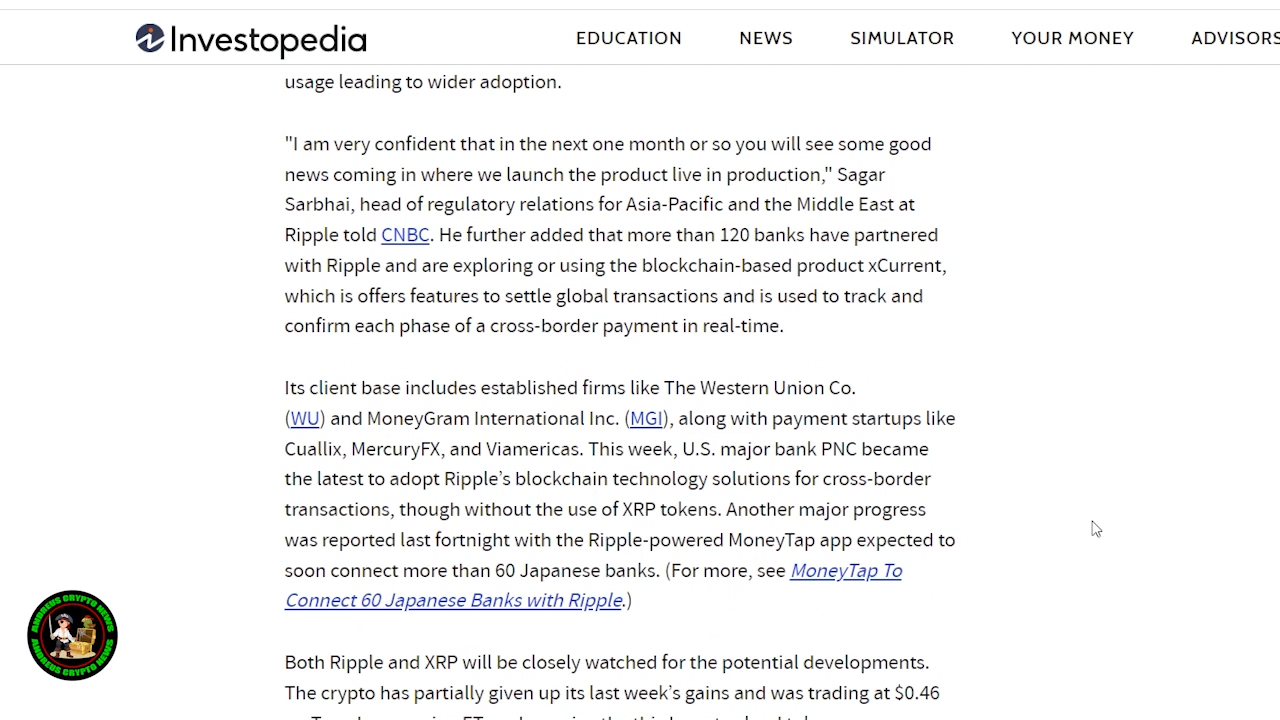 Investopedia
EDUCATION NEWS SIMULATOR YOUR MONEY ADVISORS
usage leading to wider adoption.
"I am very confident that in the next one month or so you will see some good
news coming in where we launch the product live in production," Sagar
Sarbhai, head of regulatory relations for Asia-Pacific and the Middle East at
Ripple told CNBC. He further added that more than 120 banks have partnered
with Ripple and are exploring or using the blockchain-based product xCurrent,
which is offers features to settle global transactions and is used to track and
confirm each phase of a cross-border payment in real-time.
Its client base includes established firms like The Western Union Co.
(WU) and MoneyGram International Inc. (MGI), along with payment startups like
Cuallix, MercuryFX, and Viamericas. This week, U.S. major bank PNC became
the latest to adopt Ripple’s blockchain technology solutions for cross-border
transactions, though without the use of XRP tokens. Another major progress
was reported last fortnight with the Ripple-powered MoneyTap app expected to
soon connect more than 60 Japanese banks. (For more, see MoneyTap To
Connect 60 Japanese Banks with Ripple.)
ANDREUS CRYPTO NEWS
ANDREUS CRYPTO NEWS
Both Ripple and XRP will be closely watched for the potential developments.
The crypto has partially given up its last week’s gains and was trading at $0.46